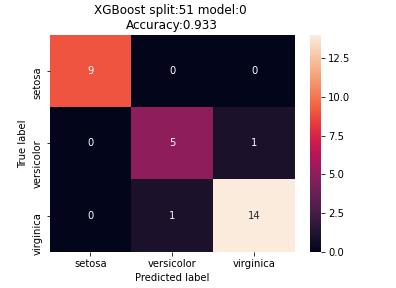 XGBoost split:51 model:0
Accuracy:0.933
True label
setosa
versicolor
virginica
9 0 0
0 5 1
0 1 14
setosa versicolor virginica
Predicted label
12.5
10.0
7.5
5.0
2.5
0.0